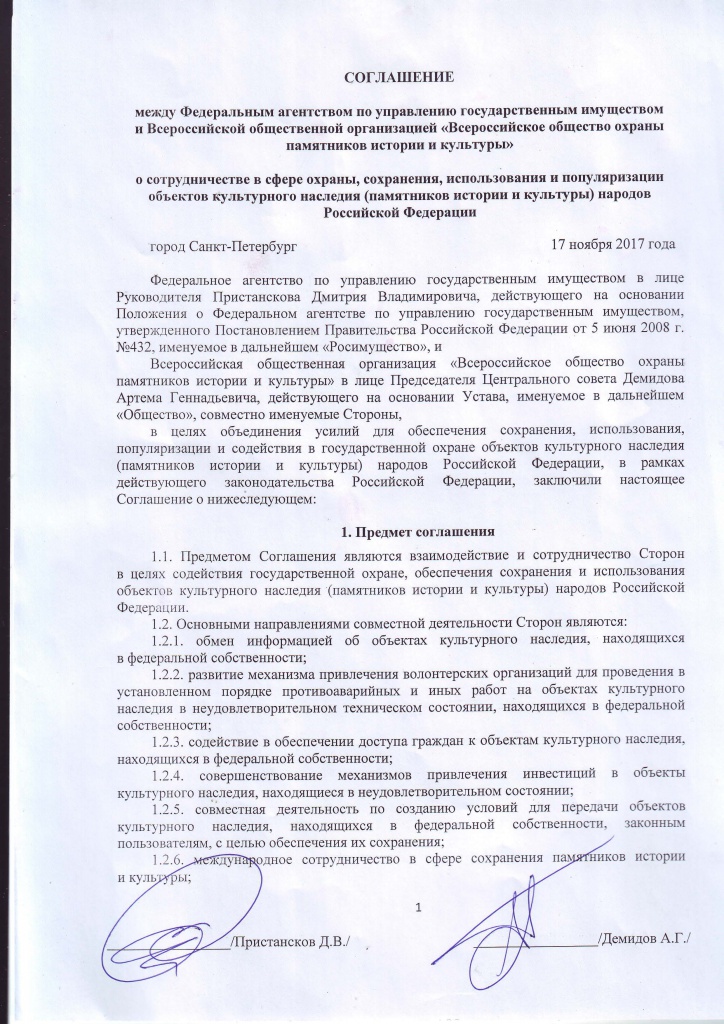 СОГЛАШЕНИЕ
между Федеральным агентством по управлению государственным имуществом
и Всероссийской общественной организацией «Всероссийское общество охраны
памятников истории и культуры»
о сотрудничестве в сфере охраны, сохранения, использования и популяризации
объектов культурного наследия (памятников истории и культуры) народов
Российской Федерации
город Санкт-Петербург 17 ноября 2017 года
Федеральное агентство по управлению государственным имуществом в лице
Руководителя Пристанскова Дмитрия Владимировича, действующего на основании
Положения о Федеральном агентстве по управлению государственным имуществом,
утвержденного Постановлением Правительства Российской Федерации от 5 июня 2008 г.
№432, именуемое в дальнейшем «Росимущество», и
Всероссийская общественная организация «Всероссийское общество охраны
памятников истории и культуры» в лице Председателя Центрального совета Демидова
Артема Геннадьевича, действующего на основании Устава, именуемое в дальнейшем
«Общество», совместно именуемые Стороны,
в целях объединения усилий для обеспечения сохранения, использования,
популяризации и содействия в государственной охране объектов культурного наследия
(памятников истории и культуры) народов Российской Федерации, в рамках
действующего законодательства Российской Федерации, заключили настоящее
Соглашение о нижеследующем:
1. Предмет соглашения
1.1. Предметом Соглашения являются взаимодействие и сотрудничество Сторон
в целях содействия государственной охране, обеспечения сохранения и использования
объектов культурного наследия (памятников истории и культуры) народов Российской
Федерации.
1.2. Основными направлениями совместной деятельности Сторон являются:
1.2.1. обмен информацией об объектах культурного наследия, находящихся
в федеральной собственности;
1.2.2. развитие механизма привлечения волонтерских организаций для проведения в
установленном порядке противоаварийных и иных работ на объектах культурного
наследия в неудовлетворительном техническом состоянии, находящихся в федеральной
собственности;
1.2.3. содействие в обеспечении доступа граждан к объектам культурного наследия,
находящихся в федеральной собственности;
1.2.4. совершенствование механизмов привлечения инвестиций в объекты
культурного наследия, находящиеся в неудовлетворительном состоянии;
1.2.5. совместная деятельность по созданию условий для передачи объектов
культурного наследия, находящихся в федеральной собственности, законным
пользователям, с целью обеспечения их сохранения;
1.2.6. международное сотрудничество в сфере сохранения памятников истории
и культуры;
1
/Пристансков Д.В./ /Демидов А.Г./